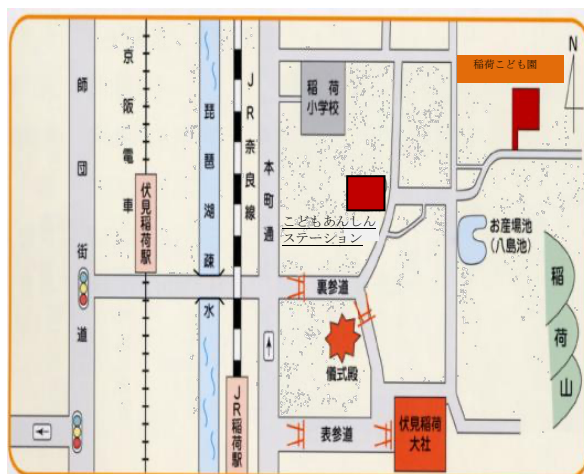 稲荷こども園
N
稲荷
小学校
京阪電車
JR奈良線
師団街道
琵琶湖疏水
本町通
伏見稲荷駅
こどもあんしん
ステーション
お産場池
(八島池)
裏参道
稲荷山
儀式殿
JR稲荷駅
表参道
伏見稲荷
大社